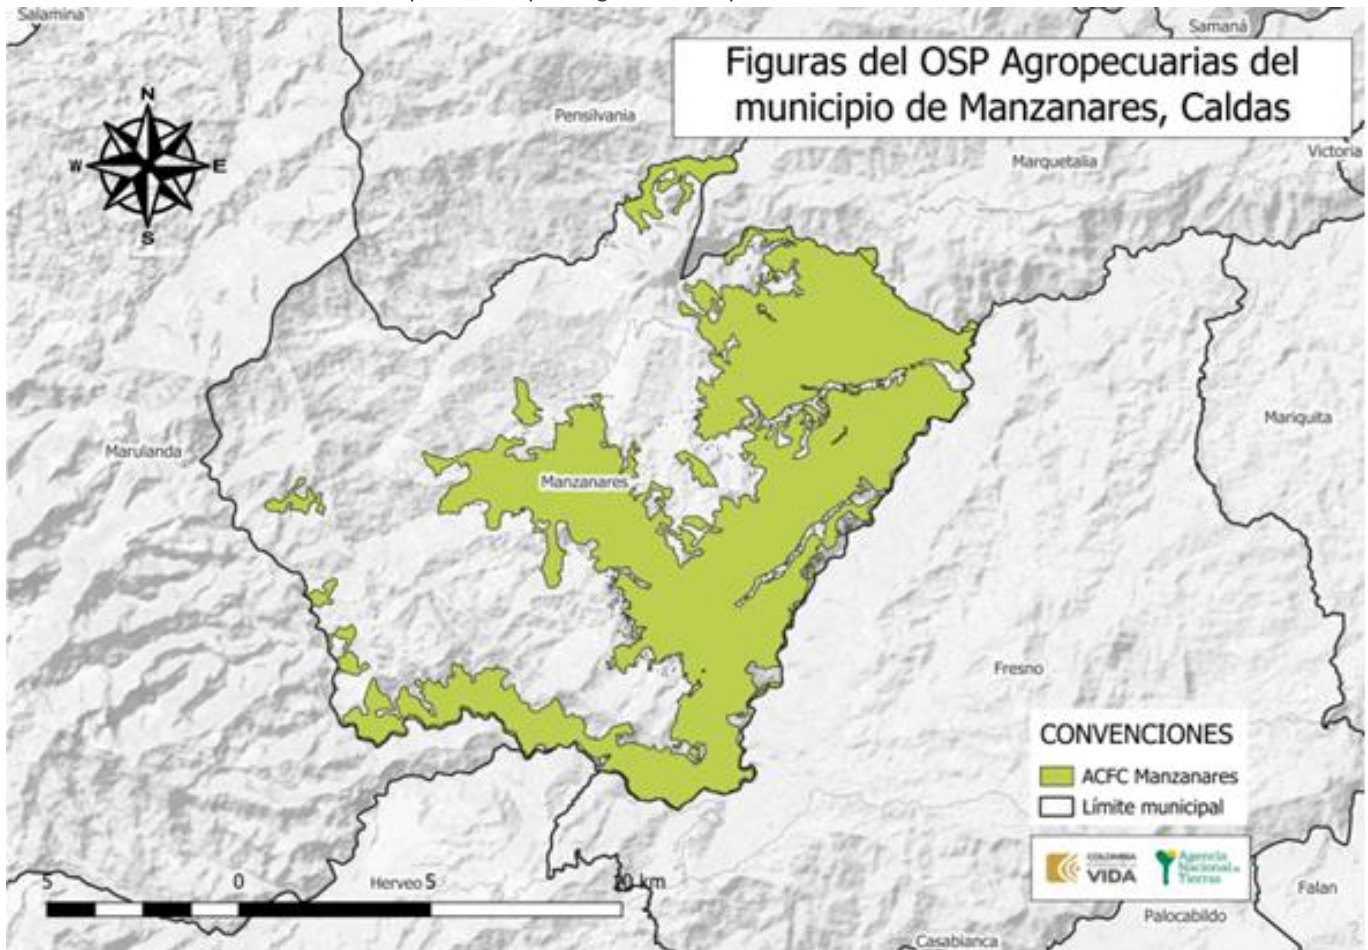 Salamina
Samaná
Figuras del OSP Agropecuarias del
municipio de Manzanares, Caldas
N
W
E
S
Pensilvania
Marquetalia
Victoria
Mariquita
Marulanda
Manzanares
Fresno
CONVENCIONES
ACFC Manzanares
Límite municipal
COLOMBIA
VIDA
Agencia
Nacional de
Tierras
5 0 5 10 km
Herveo
Falan
Palocabildo
Casabianca